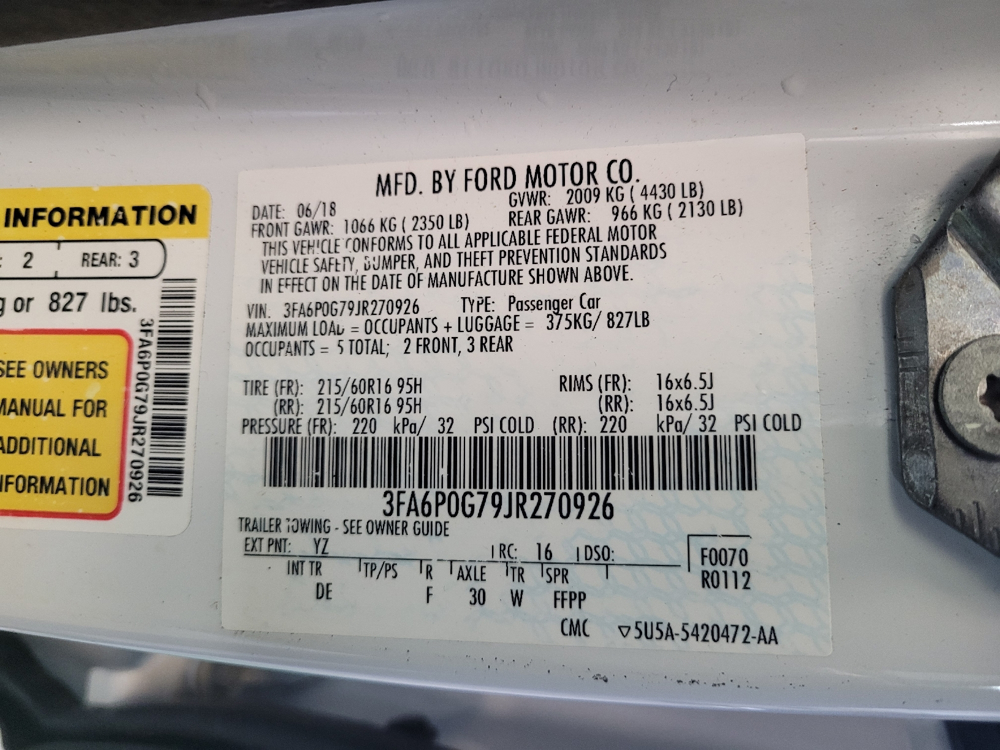 INFORMATION
: 2 REAR: 3
g or 827 lbs.
SEE OWNERS
MANUAL FOR
ADDITIONAL
INFORMATION
3FA6P0G79JR270926
MFD. BY FORD MOTOR CO.
DATE: 06/18 GVWR: 2009 KG ( 4430 LB)
FRONT GAWR: 1066 KG ( 2350 LB) REAR GAWR: 966 KG ( 2130 LB)
THIS VEHICLE CONFORMS TO ALL APPLICABLE FEDERAL MOTOR
VEHICLE SAFETY, BUMPER, AND THEFT PREVENTION STANDARDS
IN EFFECT ON THE DATE OF MANUFACTURE SHOWN ABOVE.
VIN. 3FA6P0G79JR270926 TYPE: Passenger Car
MAXIMUM LOAD = OCCUPANTS + LUGGAGE = 375KG/ 827LB
OCCUPANTS = 5 TOTAL; 2 FRONT, 3 REAR
TIRE (FR): 215/60R16 95H RIMS (FR): 16x6.5J
(RR): 215/60R16 95H (RR): 16x6.5J
PRESSURE (FR): 220 kPa/ 32 PSI COLD (RR): 220 kPa/ 32 PSI COLD
3FA6P0G79JR270926
TRAILER TOWING - SEE OWNER GUIDE
EXT PNT: YZ RC: 16 DSO: F0070
INT TR TP/PS R AXLE TR SPR R0112
DE F 30 W FFPP
CMC ▽5U5A-5420472-AA